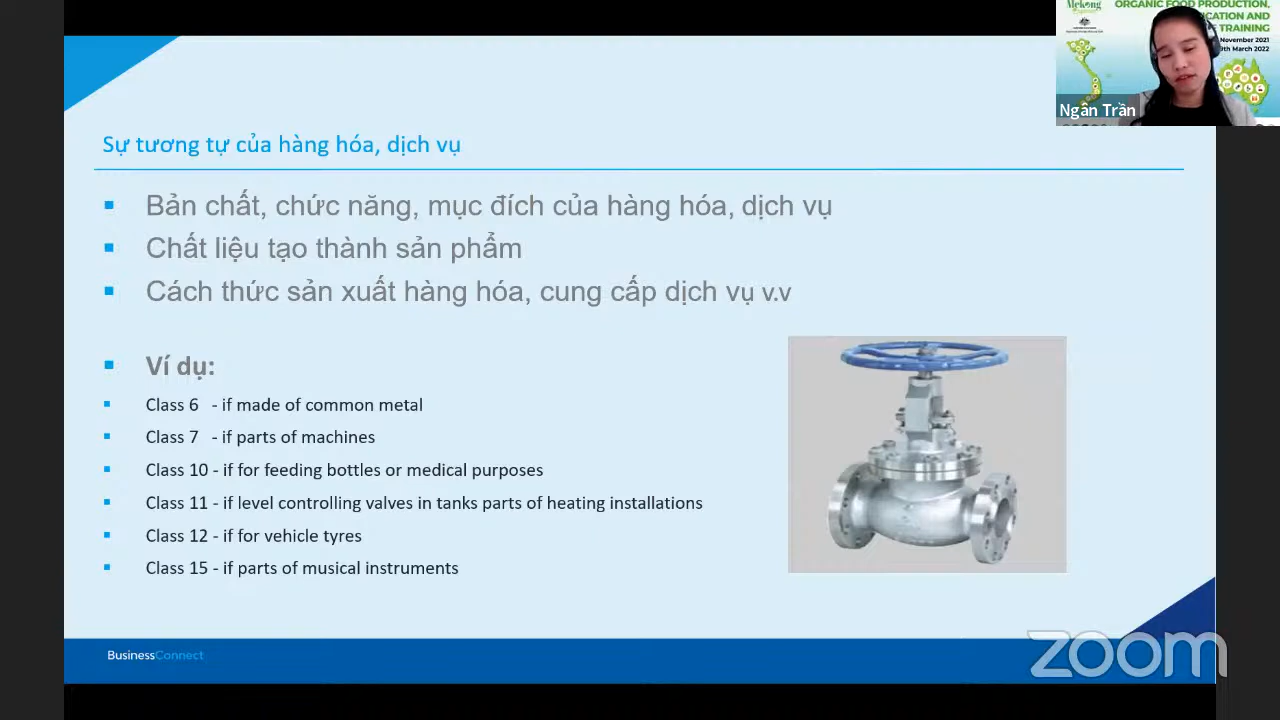 Mekong
ORGANIC FOOD PRODUCTION,
ICATION AND
TRAINING
November 2021
th March 2022
Ngân Trần
Sự tương tự của hàng hóa, dịch vụ
Bản chất, chức năng, mục đích của hàng hóa, dịch vụ
Chất liệu tạo thành sản phẩm
Cách thức sản xuất hàng hóa, cung cấp dịch vụ v.v
Ví dụ:
Class 6 - if made of common metal
Class 7 - if parts of machines
Class 10 - if for feeding bottles or medical purposes
Class 11 - if level controlling valves in tanks parts of heating installations
Class 12 - if for vehicle tyres
Class 15 - if parts of musical instruments
BusinessConnect
zoom